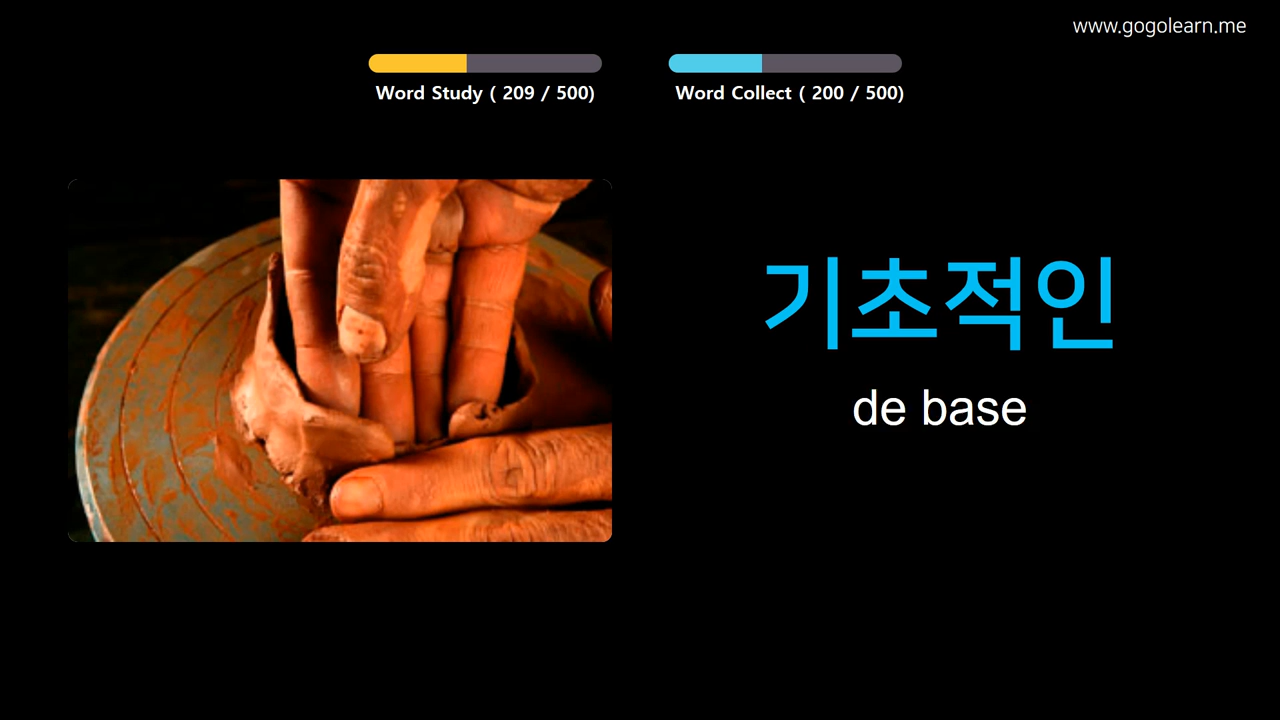 www.gogolearn.me
Word Study ( 209 / 500)
Word Collect ( 200 / 500)
기초적인
de base